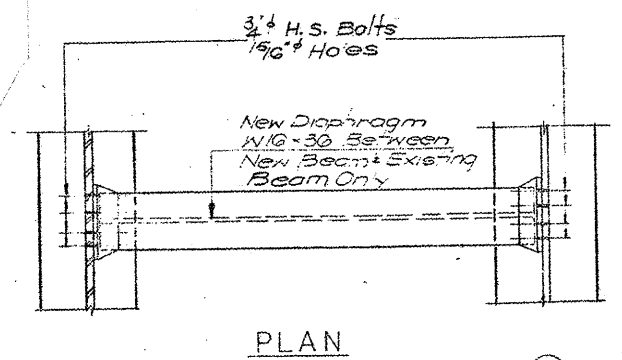 3/4"ϕ H. S. Bolts
15/16"ϕ Holes
New Diaphragm
W16×36 Between
New Beam & Existing
Beam Only
PLAN